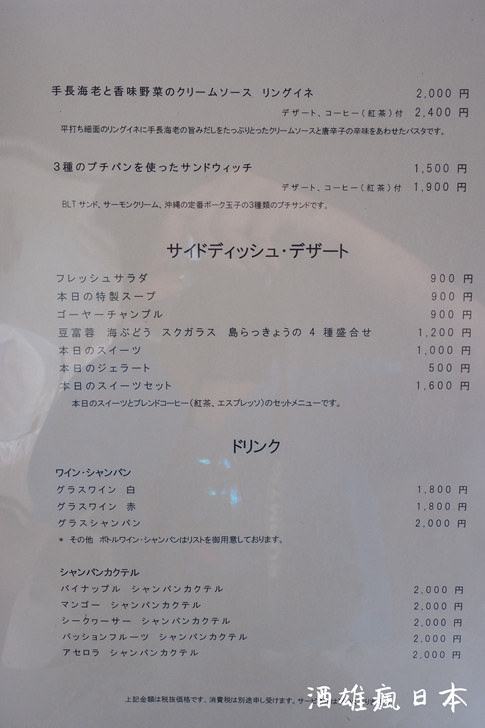 手長海老と香味野菜のクリームソース リングイネ 2,000 円
デザート、コーヒー(紅茶)付 2,400 円
平打ち細面のリングイネに手長海老の旨みだしをたっぷりとったクリームソースと唐辛子の辛味をあわせたパスタです。
3種のプチパンを使ったサンドウィッチ 1,500 円
デザート、コーヒー(紅茶)付 1,900 円
BLTサンド、サーモンクリーム、沖縄の定番ポーク玉子の3種類のプチサンドです。
サイドディッシュ・デザート
フレッシュサラダ 900 円
本日の特製スープ 900 円
ゴーヤーチャンプル 900 円
豆富蓉 海ぶどう スクガラス 島らっきょうの 4 種盛合せ 1,200 円
本日のスイーツ 1,000 円
本日のジェラート 500 円
本日のスイーツセット 1,600 円
本日のスイーツとブレンドコーヒー(紅茶、エスプレッソ)のセットメニューです。
ドリンク
ワイン・シャンパン
グラスワイン 白 1,800 円
グラスワイン 赤 1,800 円
グラスシャンパン 2,000 円
* その他 ボトルワイン・シャンパンはリストを御用意しております。
シャンパンカクテル
パイナップル シャンパンカクテル 2,000 円
マンゴー シャンパンカクテル 2,000 円
シークヮーサー シャンパンカクテル 2,000 円
パッションフルーツ シャンパンカクテル 2,000 円
アセロラ シャンパンカクテル 2,000 円
上記金額は税抜価格です。消費税は別途申し受けます。
酒雄瘋日本